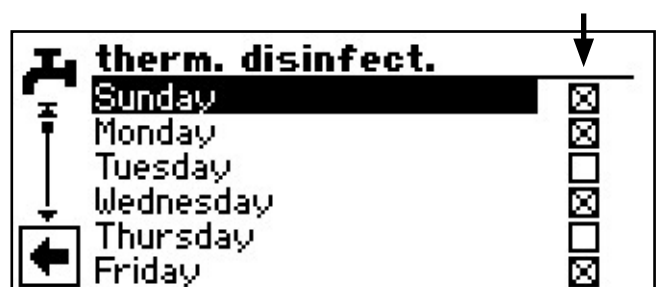 therm. disinfect.
Sunday
Monday
Tuesday
Wednesday
Thursday
Friday